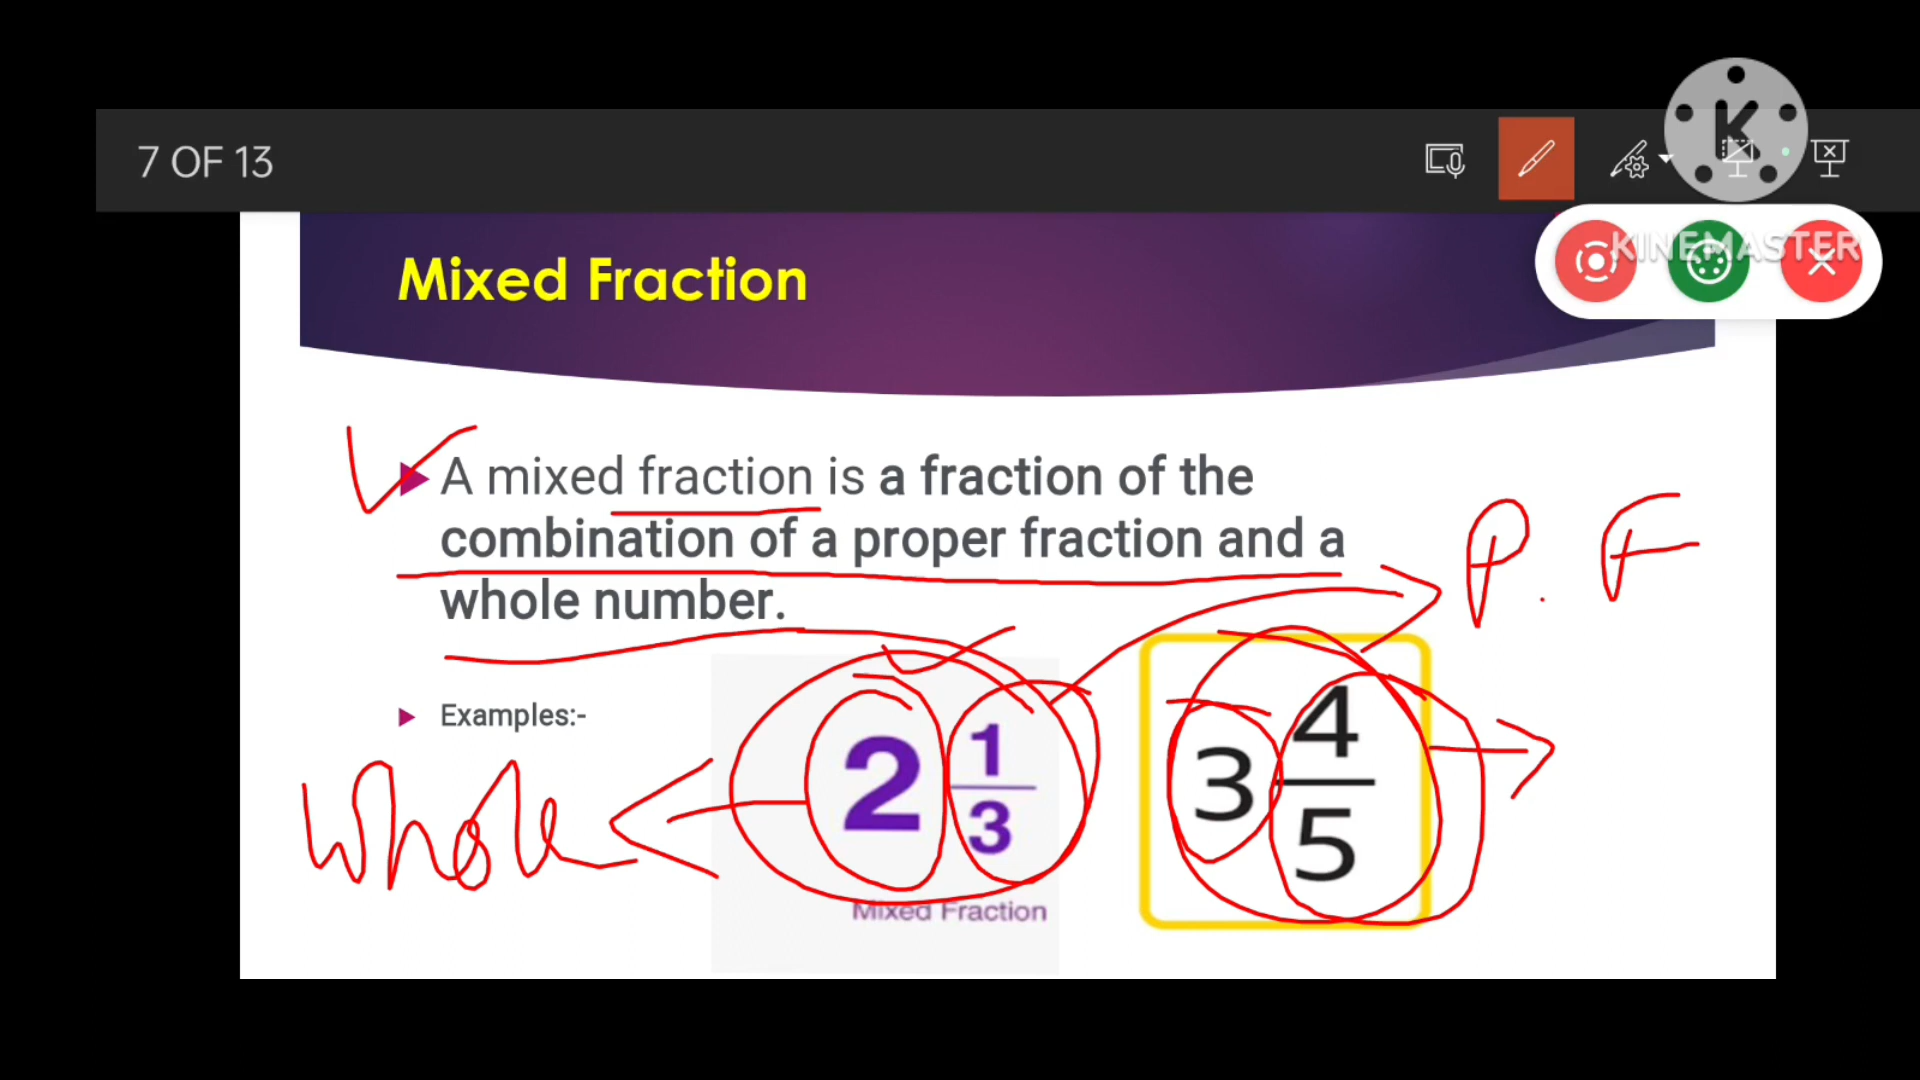 7 OF 13
K
KINEMASTER
Mixed Fraction
A mixed fraction is a fraction of the
combination of a proper fraction and a
whole number.
P. F
Examples:-
2 1/3
3 4/5
Whole
Mixed Fraction